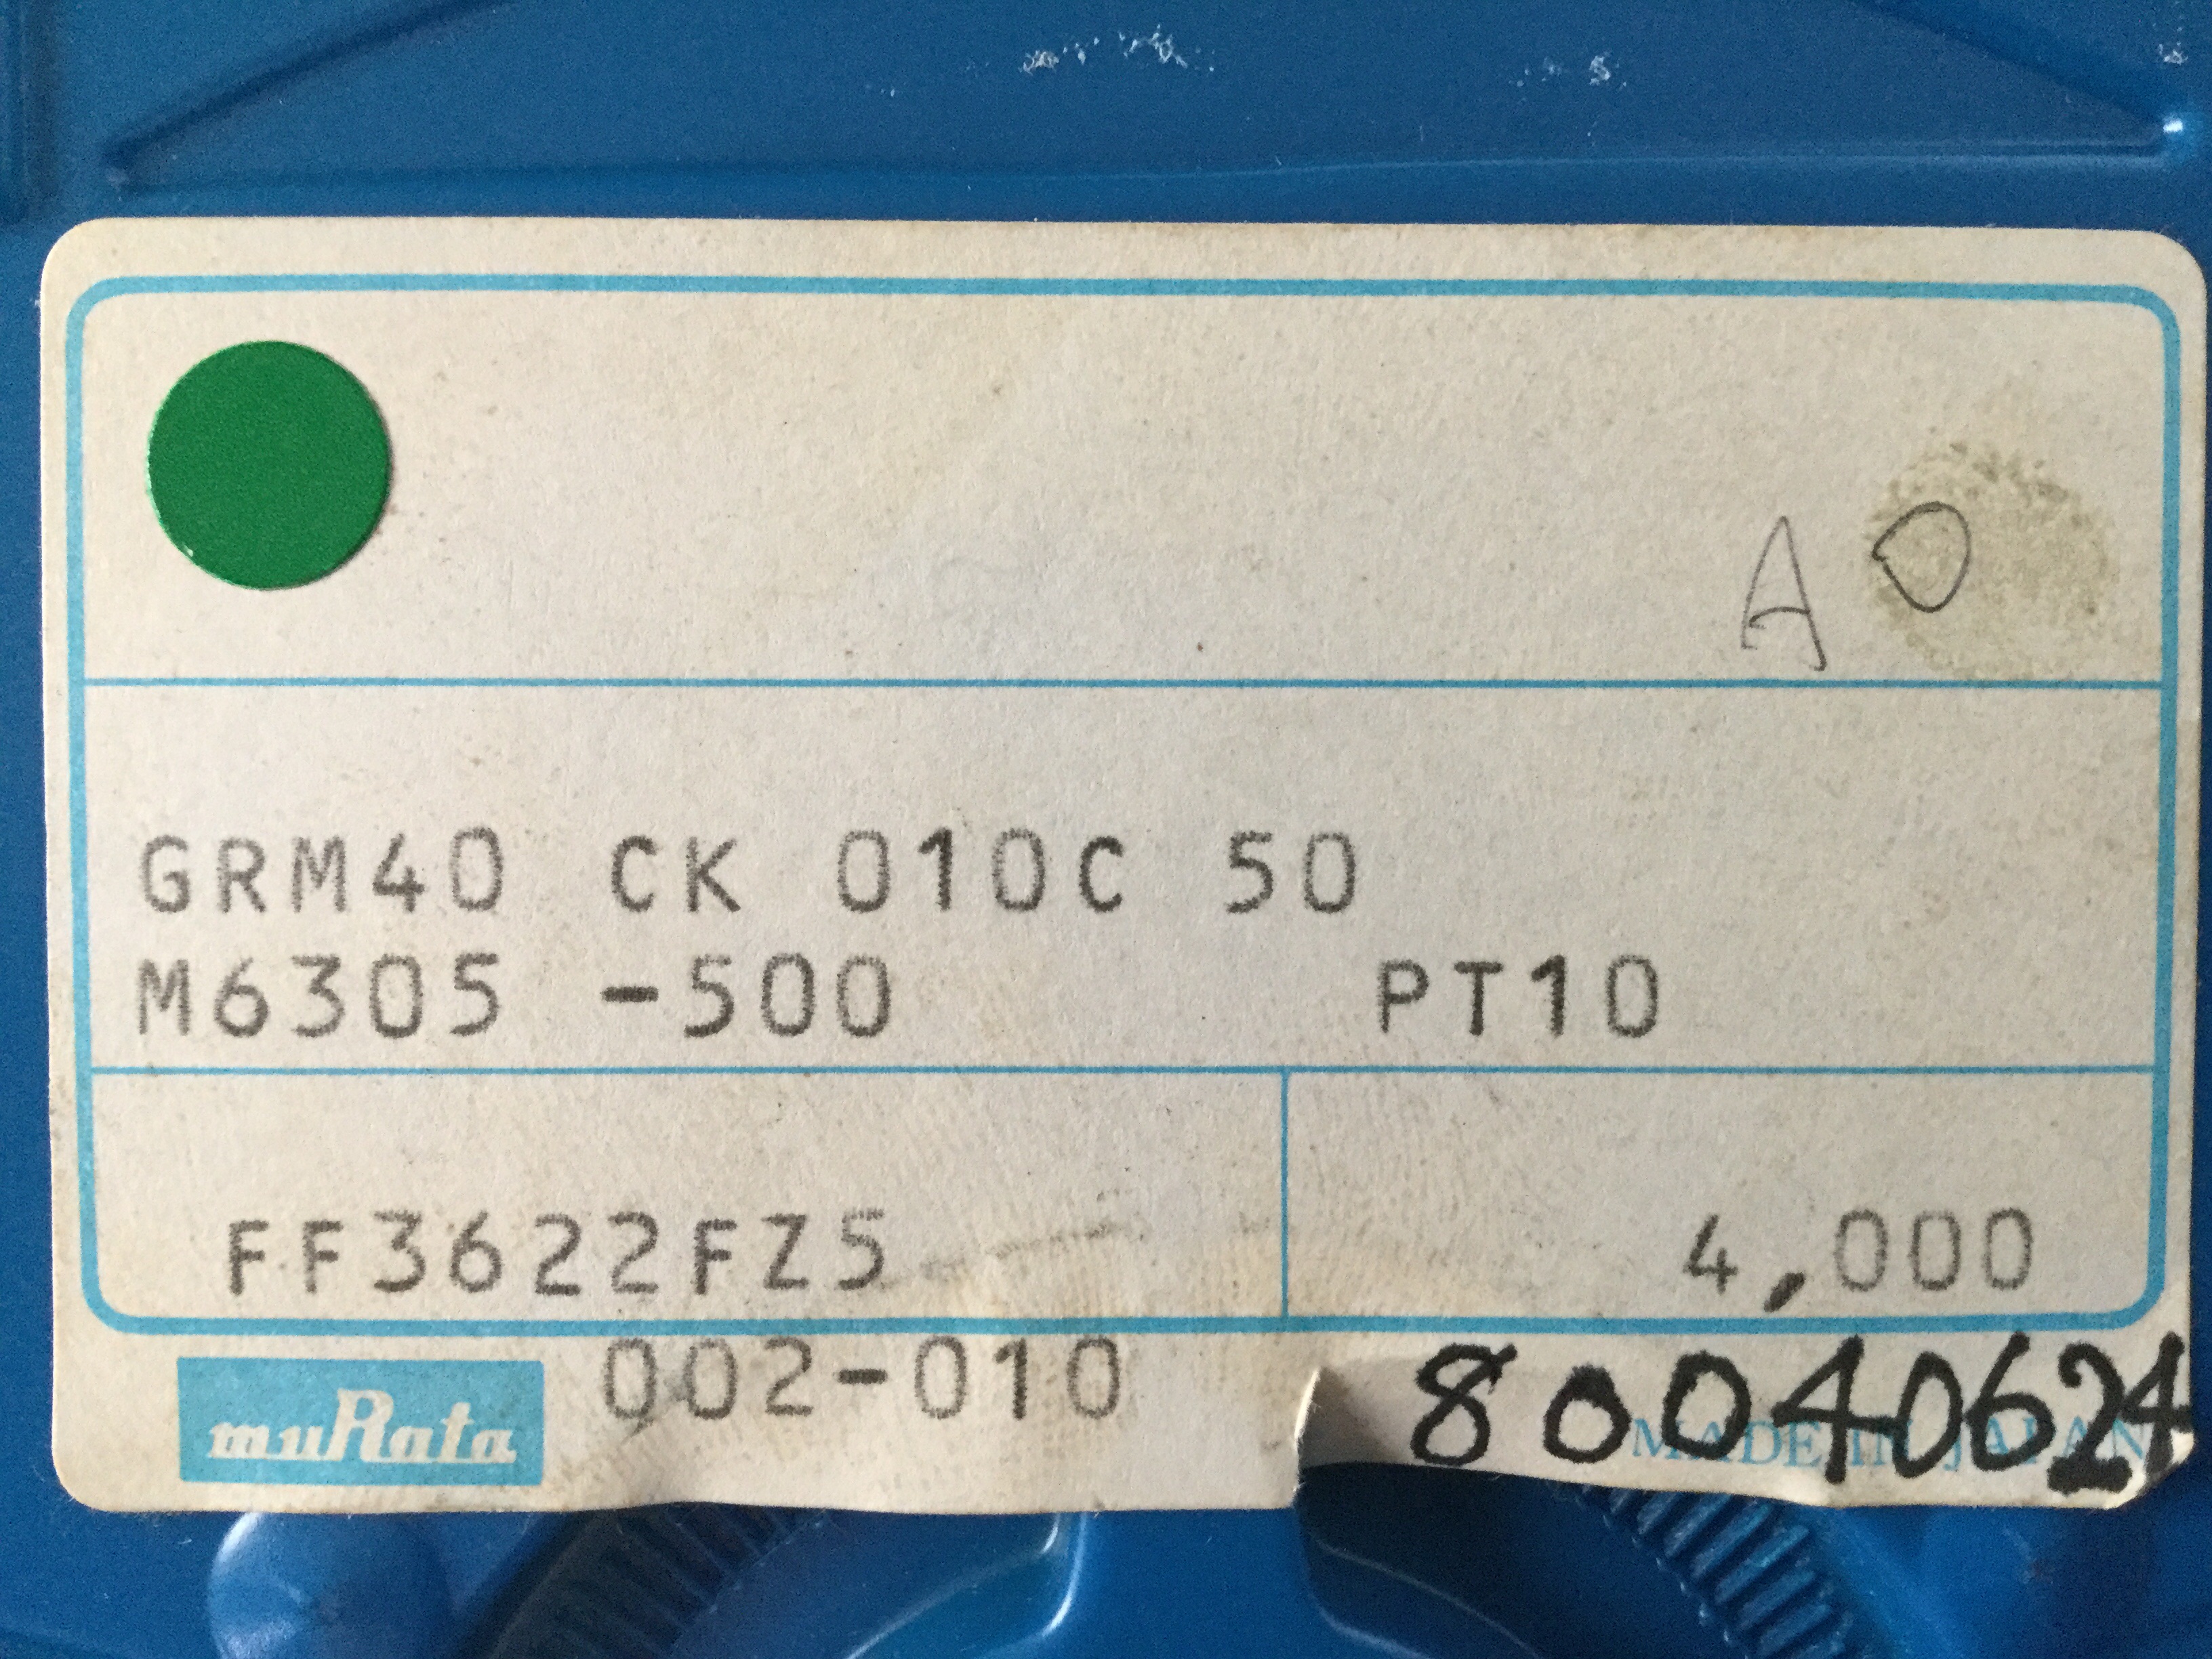 A O
GRM40 CK 010C 50
M6305 -500 PT10
FF3622FZ5 4,000
muRata 002-010 80040624
MADE IN JAPAN